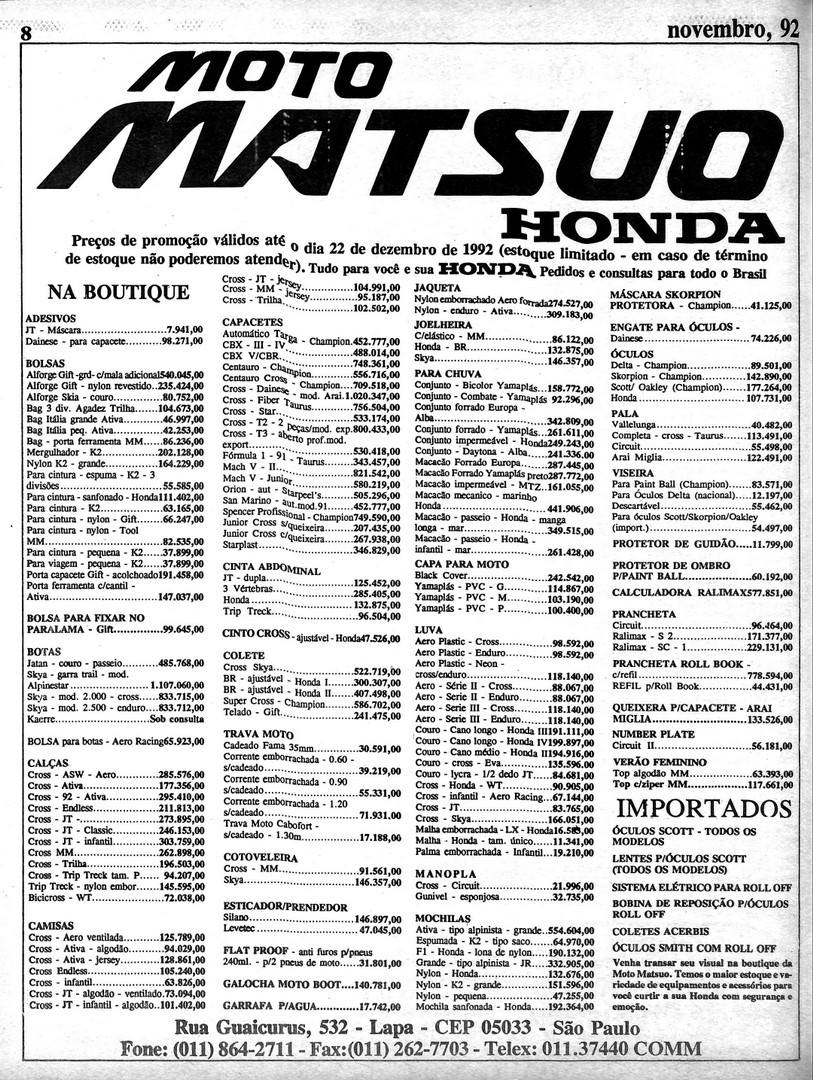 8
novembro, 92
MOTO
MATSUO
HONDA
Preços de promoção válidos até o dia 22 de dezembro de 1992 (estoque limitado - em caso de término
de estoque não poderemos atender). Tudo para você e sua HONDA Pedidos e consultas para todo o Brasil
NA BOUTIQUE
ADESIVOS
JT - Máscara.....................7.941,00
Dainese - para capacete..98.271,00
BOLSAS
Alforge Gift -grd- c/mala adicional540.045,00
Alforge Gift - nylon revestido..235.424,00
Alforge Skia - couro.........80.752,00
Bag 3 div. Agadez Trilha...104.673,00
Bag Itália grande Ativa.......46.997,00
Bag Itália peq. Ativa..........42.253,00
Bag - porta ferramenta MM......86.236,00
Mergulhador - K2..............202.128,00
Nylon K2 - grande..............164.229,00
Para cintura - espuma - K2 - 3
divisões..........................55.585,00
Para cintura - sanfonado - Honda111.402,00
Para cintura - K2................63.165,00
Para cintura - nylon - Gift......66.247,00
Para cintura - nylon - Tool
MM..............................82.535,00
Para cintura - pequena - K2....37.899,00
Para viagem - pequena - K2....37.899,00
Porta capacete Gift - acolchoado191.458,00
Porta ferramenta c/cantil -
Ativa...........................147.037,00
BOLSA PARA FIXAR NO
PARALAMA - Gift..............99.645,00
BOTAS
Jatan - couro - passeio.......485.768,00
Skya - garra trail - mod.
Alpinestar....................1.107.060,00
Skya - mod. 2.000 - cross....833.715,00
Skya - mod. 2.500 - enduro....833.712,00
Kaerre......................Sob consulta
BOLSA para botas - Aero Racing65.923,00
CALÇAS
Cross - ASW - Aero...........285.576,00
Cross - Ativa..................177.356,00
Cross - 92 - Ativa.............295.410,00
Cross - Endless................211.813,00
Cross - JT -....................273.895,00
Cross - JT - Classic...........246.153,00
Cross - JT - infantil...........303.759,00
Cross MM......................262.898,00
Cross - Trilha..................196.503,00
Cross - Trip Treck tam. P....94.207,00
Trip Treck - nylon embor....145.595,00
Bicicross - WT................72.038,00
CAMISAS
Cross - Aero ventilada........125.789,00
Cross - Ativa - algodão........94.029,00
Cross - Ativa - jersey..........128.861,00
Cross Endless..................105.240,00
Cross - infantil.................63.826,00
Cross - JT - algodão - ventilado.73.094,00
Cross - JT - infantil - algodão...101.402,00
Cross - JT - jersey..............104.991,00
Cross - MM - jersey..............95.187,00
Cross - Trilha..................102.502,00
CAPACETES
Automático Targa - Champion.452.777,00
CBX - III - IV................488.014,00
CBX V/CBR...................748.361,00
Centauro - Champion..........556.716,00
Centauro Cross - Champion...709.518,00
Cross - Dainese - mod. Arai.1.020.347,00
Cross - Fiber Taurus.........756.504,00
Cross - Star..................533.174,00
Cross - T2 - 2 peças/mod. exp.800.433,00
Cross - T3 - aberto prof.mod.
export........................530.418,00
Fórmula 1 - 91 - Taurus......343.457,00
Mach V - II...................821.542,00
Mach V - Junior...............580.219,00
Orion - aut - Starpeel's......505.296,00
San Marino - aut.mod.91......452.777,00
Spencer Profissional - Champion749.590,00
Junior Cross s/queixeira......207.435,00
Junior Cross c/queixeira......267.938,00
Starplast......................346.829,00
CINTA ABDOMINAL
JT - dupla....................125.452,00
3 Vértebras..................285.405,00
Honda........................132.875,00
Trip Treck....................96.504,00
CINTO CROSS - ajustável - Honda47.526,00
COLETE
Cross Skya...................522.719,00
BR - ajustável - Honda I......300.307,00
BR - ajustável - Honda II.....407.498,00
Super Cross - Champion.......586.702,00
Telado - Gift..................241.475,00
TRAVA MOTO
Cadeado Fama 35mm.............30.591,00
Corrente emborrachada - 0.60 -
s/cadeado.....................39.219,00
Corrente emborrachada - 0.90
s/cadeado.....................55.331,00
Corrente emborrachada - 1.20
s/cadeado.....................71.931,00
Trava Moto Cabofort -
s/cadeado - 1.30m.............17.188,00
COTOVELEIRA
Cross - MM....................91.561,00
Skya..........................146.357,00
ESTICADOR/PRENDEDOR
Silano........................146.897,00
Levetec.......................47.045,00
FLAT PROOF - anti furos p/pneus
240ml. - p/2 pneus de moto.....31.801,00
GALOCHA MOTO BOOT....140.781,00
GARRAFA P/AGUA...........17.742,00
JAQUETA
Nylon emborrachado Aero forrada274.527,00
Nylon - enduro - Ativa.......309.183,00
JOELHEIRA
C/elástico - MM................86.122,00
Honda - BR....................132.875,00
Skya..........................146.357,00
PARA CHUVA
Conjunto - Bicolor Yamaplás...158.772,00
Conjunto - Combate - Yamaplás 92.296,00
Conjunto forrado Europa -
Alba..........................342.809,00
Conjunto forrado - Yamaplás...261.611,00
Conjunto impermeável - Honda249.243,00
Conjunto - Daytona - Alba.....241.336,00
Macacão Forrado Europa........287.445,00
Macacão Forrado Yamaplás preto287.772,00
Macacão impermeável - MTZ..161.055,00
Macacão mecanico - marinho
Honda........................441.906,00
Macacão - passeio - Honda - manga
longa - mar..................349.515,00
Macacão - passeio - Honda -
infantil - mar................261.428,00
CAPA PARA MOTO
Black Cover..................242.542,00
Yamaplás - PVC - G............114.867,00
Yamaplás - PVC - M............103.190,00
Yamaplás - PVC - P............100.400,00
LUVA
Aero Plastic - Cross..........98.592,00
Aero Plastic - Enduro.........98.592,00
Aero Plastic - Neon -
cross/enduro.................118.140,00
Aero - Série II - Cross.......88.067,00
Aero - Serie II - Enduro......88.067,00
Aero - Serie III - Cross......118.140,00
Aero - Serie III - Enduro.....118.140,00
Couro - Cano longo - Honda III191.111,00
Couro - Cano longo - Honda IV199.897,00
Couro - Cano médio - Honda II194.916,00
Couro - cross - Eva...........135.596.00
Couro - lycra - 1/2 dedo JT.....84.681,00
Cross - Honda - WT.............90.905,00
Cross - infantil - Aero Racing...67.144,00
Cross - JT....................83.765,00
Cross - Skya..................166.051,00
Malha emborrachada - LX - Honda16.585,00
Malha - Honda - tam. único.....11.341,00
Palma emborrachada - Infantil...19.210,00
MANOPLA
Cross - Circuit................21.996,00
Gunivel - esponjosa............32.735,00
MOCHILAS
Ativa - tipo alpinista - grande..554.604,00
Espumada - K2 - tipo saco.......64.970,00
F1 - Honda - lona de nylon......190.132,00
Grande - tipo alpinista - JR....332.905,00
Nylon - Honda..................132.676,00
Nylon - K2 - grande............151.596,00
Nylon - pequena................47.255,00
Mochila sanfonada - Honda.....192.364,00
MÁSCARA SKORPION
PROTETORA - Champion....41.125,00
ENGATE PARA ÓCULOS -
Dainese......................74.226,00
ÓCULOS
Delta - Champion..............89.501,00
Skorpion - Champion...........142.890,00
Scott/ Oakley (Champion)......177.264,00
Honda.........................107.731,00
PALA
Vallelunga....................40.482,00
Completa - cross - Taurus.....113.491,00
Circuit.......................55.498,00
Arai Miglia...................122.491,00
VISEIRA
Para Paint Ball (Champion).....83.571,00
Para Óculos Delta (nacional)....12.197,00
Descartável...................55.462,00
Para óculos Scott/Skorpion/Oakley
(import.).....................54.497,00
PROTETOR DE GUIDÃO.....11.799,00
PROTETOR DE OMBRO
P/PAINT BALL.................60.192,00
CALCULADORA RALIMAX577.851,00
PRANCHETA
Circuit.......................96.464,00
Ralimax - S 2.................171.377,00
Ralimax - SC - 1..............229.131,00
PRANCHETA ROLL BOOK -
c/refil.......................778.594,00
REFIL p/Roll Book..............44.431,00
QUEIXEIRA P/CAPACETE - ARAI
MIGLIA......................133.526,00
NUMBER PLATE
Circuit II.....................56.181,00
VERÃO FEMININO
Top algodão MM................63.393,00
Top c/ziper MM................117.661,00
IMPORTADOS
ÓCULOS SCOTT - TODOS OS
MODELOS
LENTES P/ÓCULOS SCOTT
(TODOS OS MODELOS)
SISTEMA ELÉTRICO PARA ROLL OFF
BOBINA DE REPOSIÇÃO P/ÓCULOS
ROLL OFF
COLETES ACERBIS
ÓCULOS SMITH COM ROLL OFF
Venha transar seu visual na boutique da
Moto Matsuo. Temos o maior estoque e va-
riedade de equipamentos e acessórios para
você curtir a sua Honda com segurança e
emoção.
Rua Guaicurus, 532 - Lapa - CEP 05033 - São Paulo
Fone: (011) 864-2711 - Fax:(011) 262-7703 - Telex: 011.37440 COMM